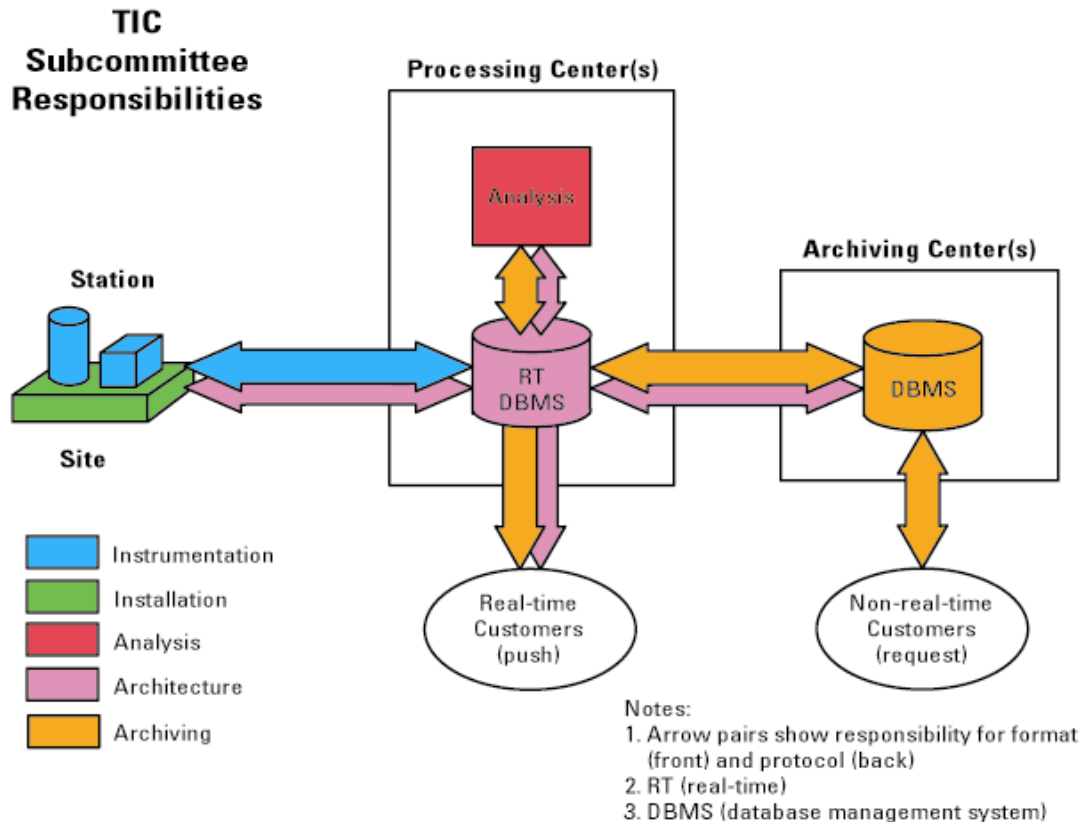 TIC
Subcommittee
Responsibilities
Processing Center(s)
Analysis
Archiving Center(s)
Station
RT
DBMS
DBMS
Site
Instrumentation
Installation
Analysis
Architecture
Archiving
Real-time
Customers
(push)
Non-real-time
Customers
(request)
Notes:
1. Arrow pairs show responsibility for format
(front) and protocol (back)
2. RT (real-time)
3. DBMS (database management system)